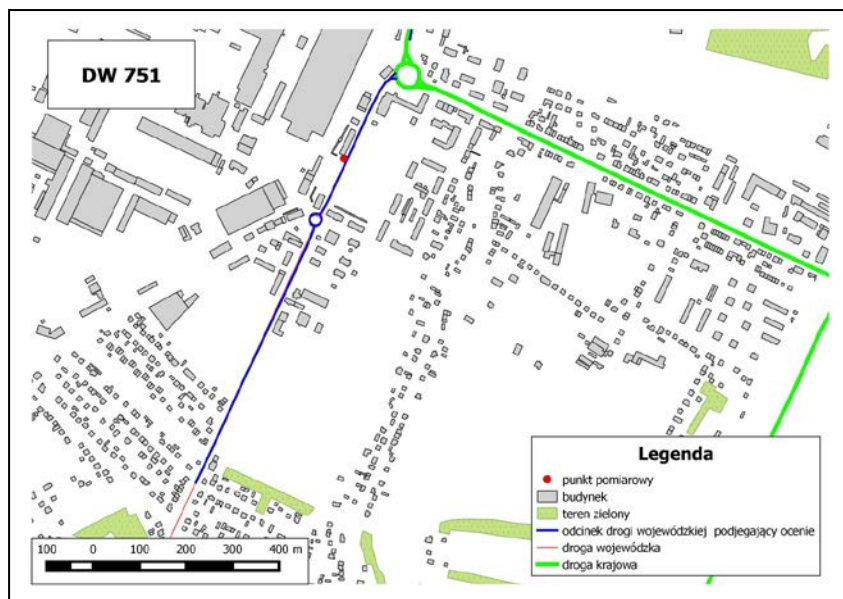 DW 751
Legenda
punkt pomiarowy
budynek
teren zielony
odcinek drogi wojewódzkiej podjegający ocenie
droga wojewódzka
droga krajowa
100 0 100 200 300 400 m